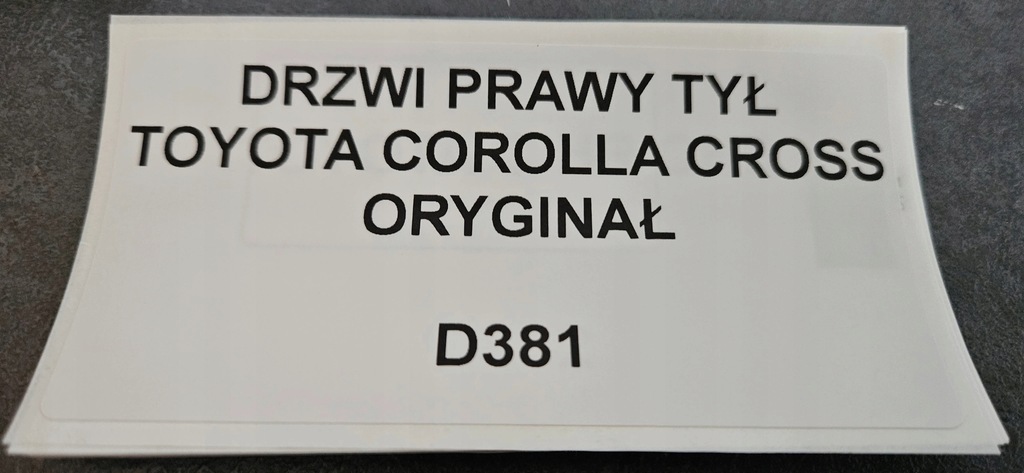 DRZWI PRAWY TYŁ
TOYOTA COROLLA CROSS
ORYGINAŁ
D381